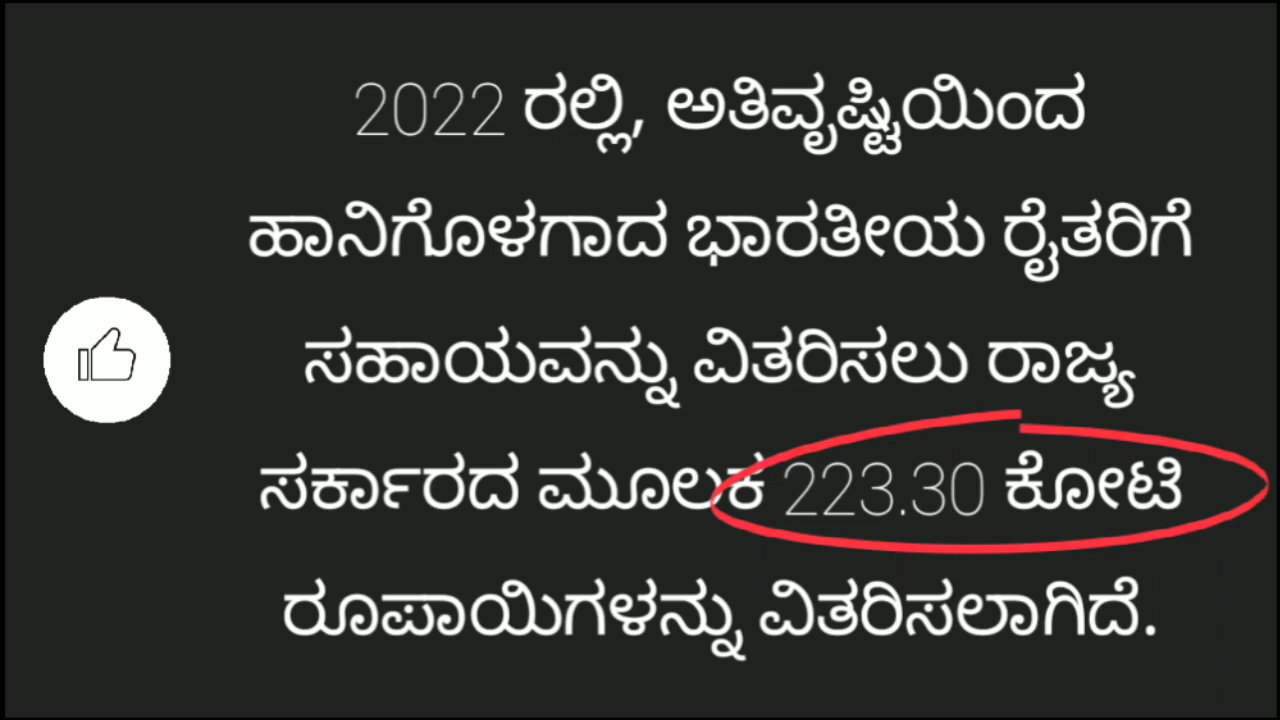 2022 ರಲ್ಲಿ, ಅತಿವೃಷ್ಟಿಯಿಂದ
ಹಾನಿಗೊಳಗಾದ ಭಾರತೀಯ ರೈತರಿಗೆ
ಸಹಾಯವನ್ನು ವಿತರಿಸಲು ರಾಜ್ಯ
ಸರ್ಕಾರದ ಮೂಲಕ 223.30 ಕೋಟಿ
ರೂಪಾಯಿಗಳನ್ನು ವಿತರಿಸಲಾಗಿದೆ.